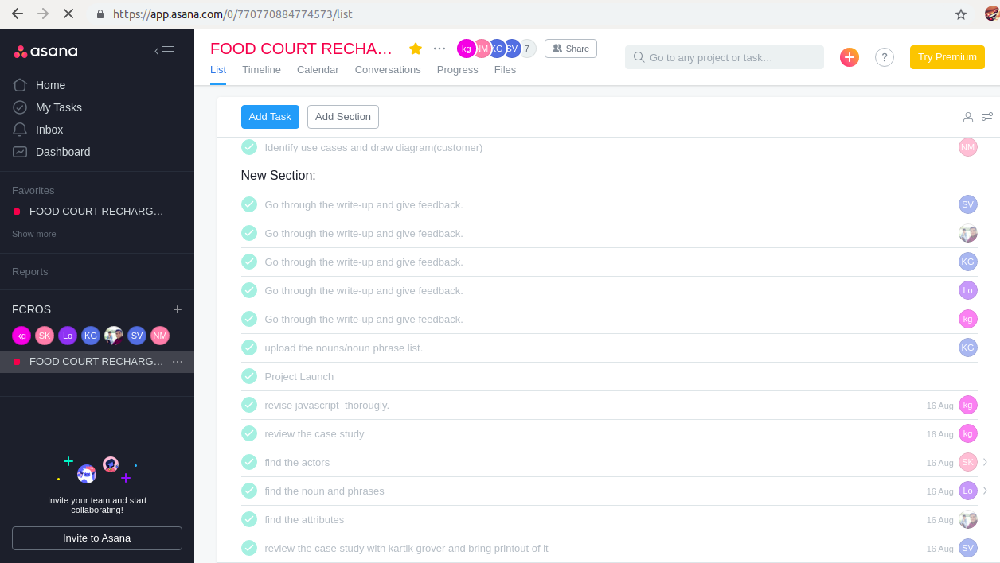 https://app.asana.com/0/770770884774573/list
asana
Home
My Tasks
Inbox
Dashboard
Favorites
FOOD COURT RECHARG…
Show more
Reports
FCROS
kg SK Lo KG SV NM
FOOD COURT RECHARG…
Invite your team and start
collaborating!
Invite to Asana
FOOD COURT RECHA…
kg NM KG SV 7
Share
Go to any project or task…
?
Try Premium
List Timeline Calendar Conversations Progress Files
Add Task
Add Section
Identify use cases and draw diagram(customer) NM
New Section:
Go through the write-up and give feedback. SV
Go through the write-up and give feedback.
Go through the write-up and give feedback. KG
Go through the write-up and give feedback. Lo
Go through the write-up and give feedback. kg
upload the nouns/noun phrase list. KG
Project Launch
revise javascript  thorougly. 16 Aug kg
review the case study 16 Aug kg
find the actors 16 Aug SK
find the noun and phrases 16 Aug Lo
find the attributes 16 Aug
review the case study with kartik grover and bring printout of it 16 Aug SV